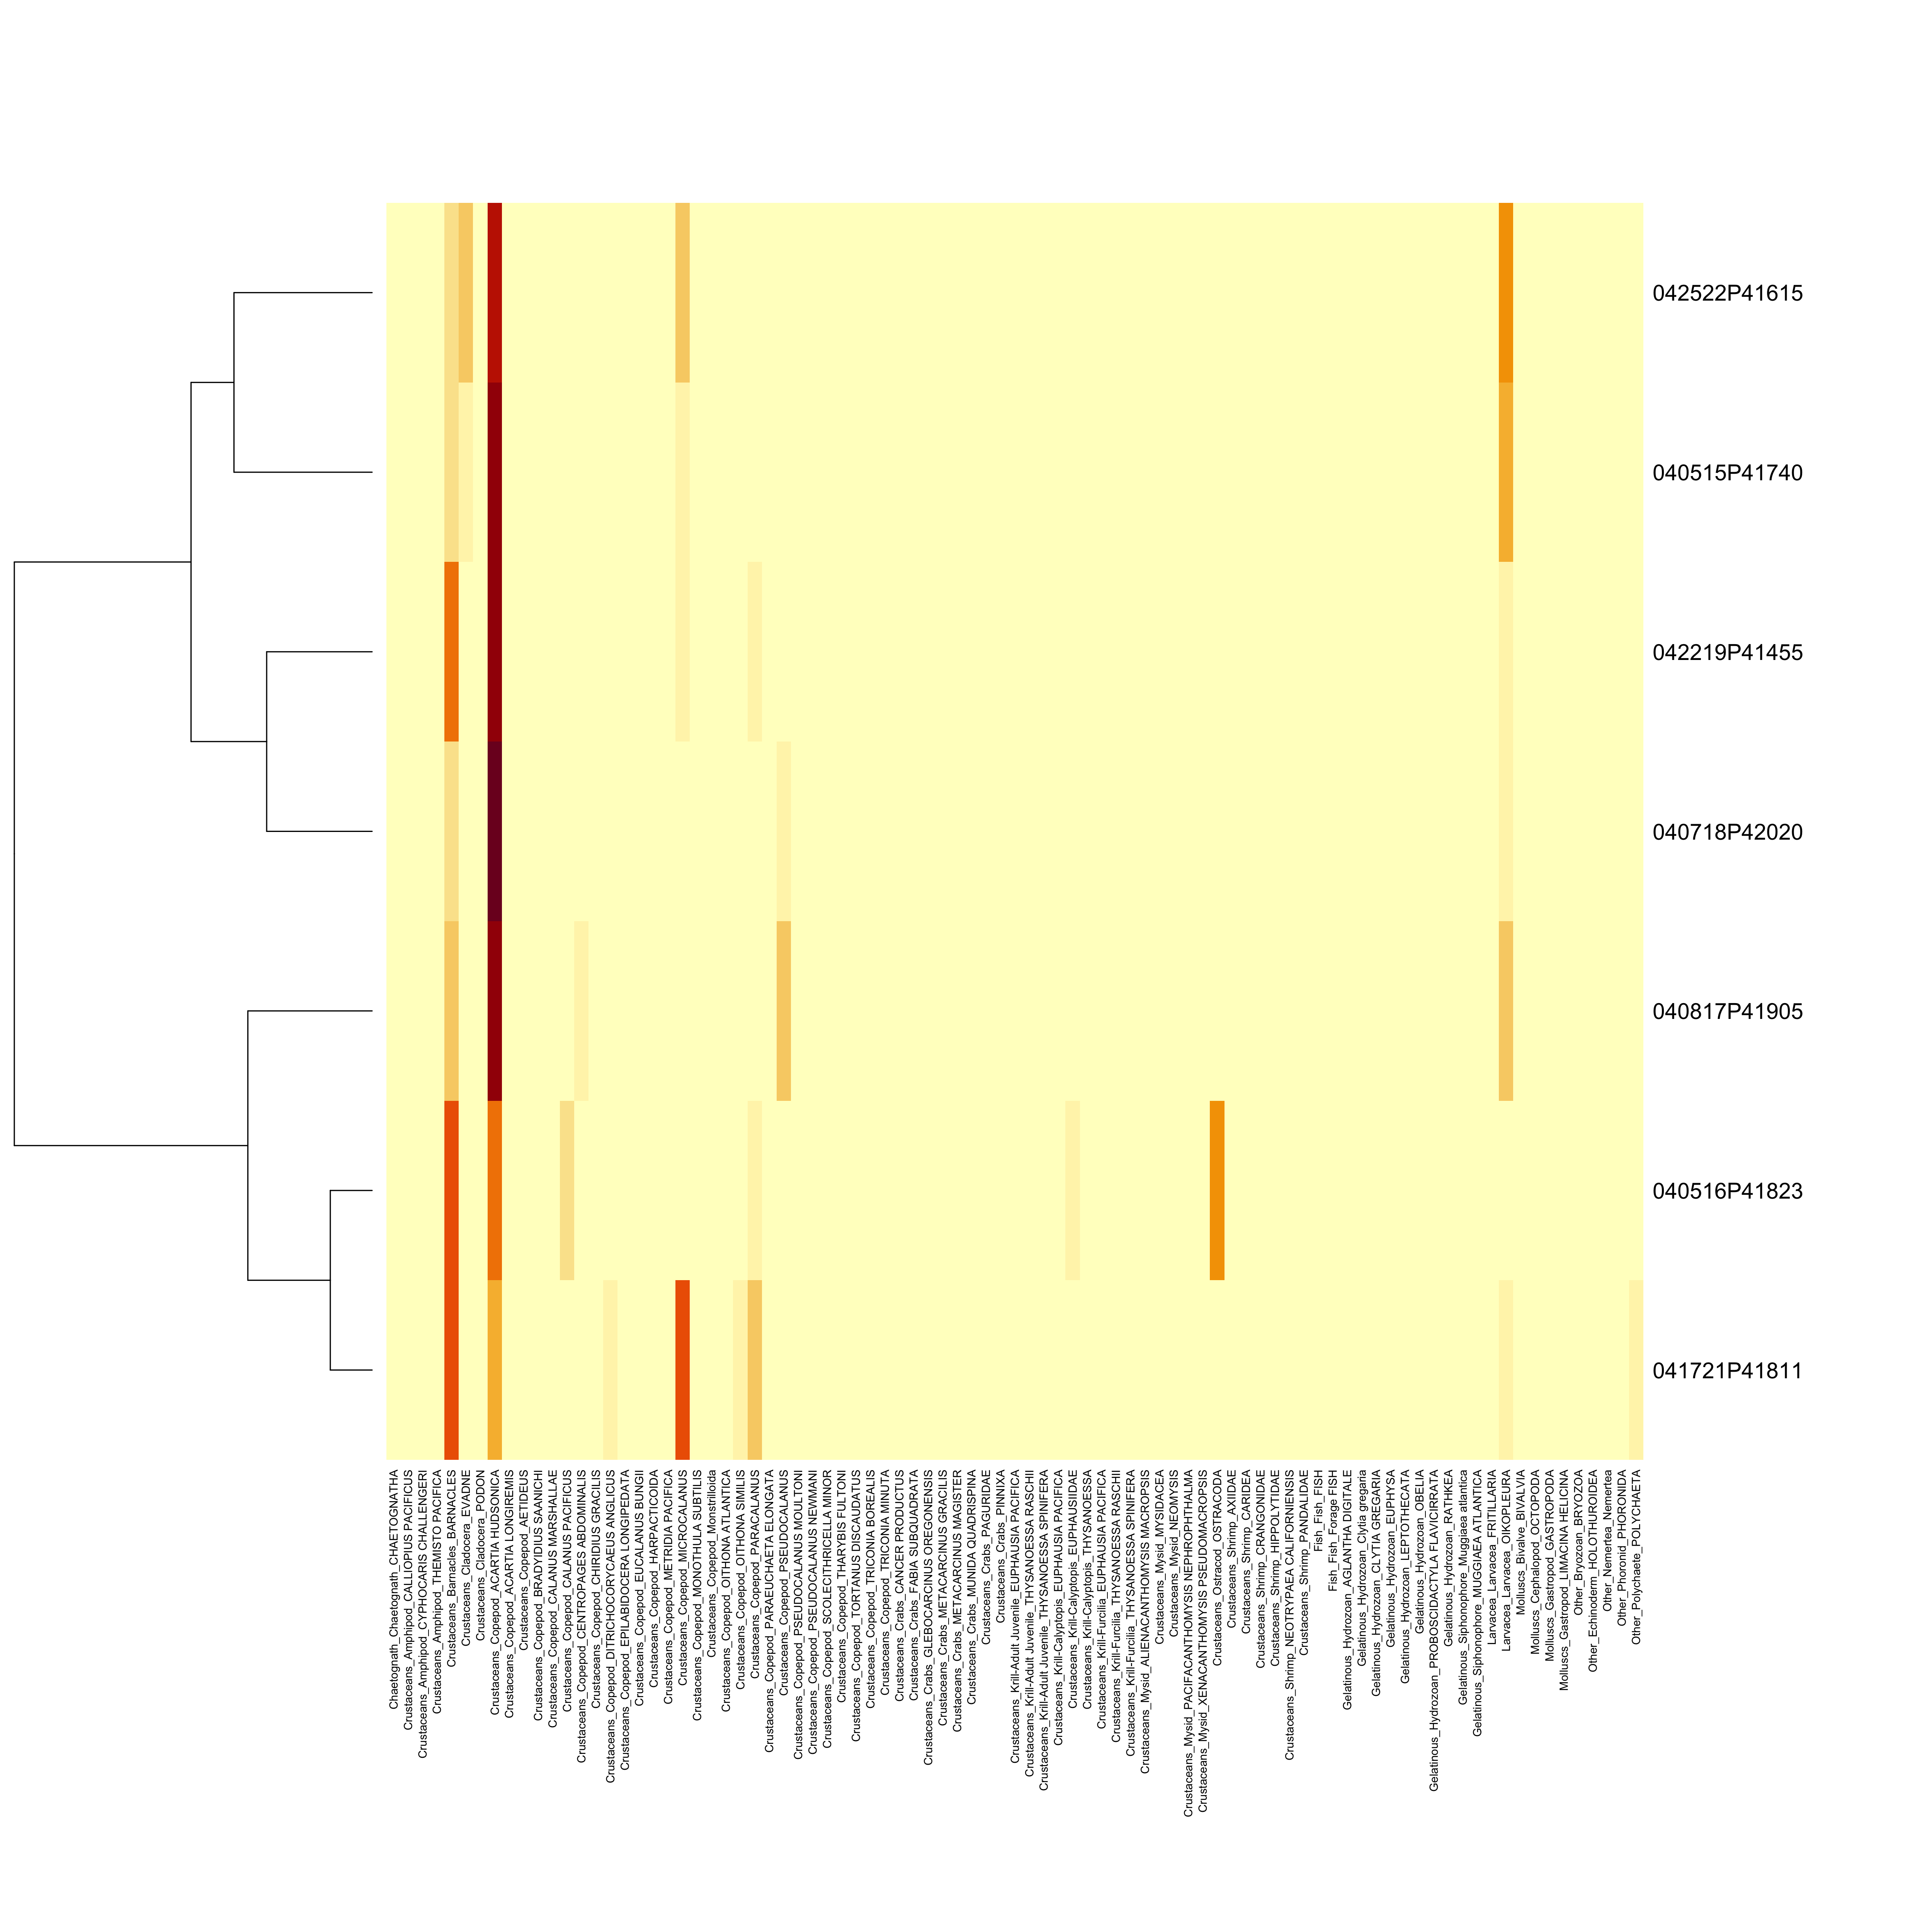 042522P41615
040515P41740
042219P41455
040718P42020
040817P41905
040516P41823
041721P41811
Chaetognath_Chaetognath_CHAETOGNATHA
Crustaceans_Amphipod_CALLIOPIUS PACIFICUS
Crustaceans_Amphipod_CYPHOCARIS CHALLENGERI
Crustaceans_Amphipod_THEMISTO PACIFICA
Crustaceans_Barnacles_BARNACLES
Crustaceans_Cladocera_EVADNE
Crustaceans_Cladocera_PODON
Crustaceans_Copepod_ACARTIA HUDSONICA
Crustaceans_Copepod_ACARTIA LONGIREMIS
Crustaceans_Copepod_AETIDEUS
Crustaceans_Copepod_BRADYIDIUS SAANICHI
Crustaceans_Copepod_CALANUS MARSHALLAE
Crustaceans_Copepod_CALANUS PACIFICUS
Crustaceans_Copepod_CENTROPAGES ABDOMINALIS
Crustaceans_Copepod_CHIRIDIUS GRACILIS
Crustaceans_Copepod_DITRICHOCORYCAEUS ANGLICUS
Crustaceans_Copepod_EPILABIDOCERA LONGIPEDATA
Crustaceans_Copepod_EUCALANUS BUNGII
Crustaceans_Copepod_HARPACTICOIDA
Crustaceans_Copepod_METRIDIA PACIFICA
Crustaceans_Copepod_MICROCALANUS
Crustaceans_Copepod_MONOTHULA SUBTILIS
Crustaceans_Copepod_Monstrilloida
Crustaceans_Copepod_OITHONA ATLANTICA
Crustaceans_Copepod_OITHONA SIMILIS
Crustaceans_Copepod_PARACALANUS
Crustaceans_Copepod_PARAEUCHAETA ELONGATA
Crustaceans_Copepod_PSEUDOCALANUS
Crustaceans_Copepod_PSEUDOCALANUS MOULTONI
Crustaceans_Copepod_PSEUDOCALANUS NEWMANI
Crustaceans_Copepod_SCOLECITHRICELLA MINOR
Crustaceans_Copepod_THARYBIS FULTONI
Crustaceans_Copepod_TORTANUS DISCAUDATUS
Crustaceans_Copepod_TRICONIA BOREALIS
Crustaceans_Copepod_TRICONIA MINUTA
Crustaceans_Crabs_CANCER PRODUCTUS
Crustaceans_Crabs_FABIA SUBQUADRATA
Crustaceans_Crabs_GLEBOCARCINUS OREGONENSIS
Crustaceans_Crabs_METACARCINUS GRACILIS
Crustaceans_Crabs_METACARCINUS MAGISTER
Crustaceans_Crabs_MUNIDA QUADRISPINA
Crustaceans_Crabs_PAGURIDAE
Crustaceans_Crabs_PINNIXA
Crustaceans_Krill-Adult Juvenile_EUPHAUSIA PACIFICA
Crustaceans_Krill-Adult Juvenile_THYSANOESSA RASCHII
Crustaceans_Krill-Adult Juvenile_THYSANOESSA SPINIFERA
Crustaceans_Krill-Calyptopis_EUPHAUSIA PACIFICA
Crustaceans_Krill-Calyptopis_EUPHAUSIIDAE
Crustaceans_Krill-Calyptopis_THYSANOESSA
Crustaceans_Krill-Furcilia_EUPHAUSIA PACIFICA
Crustaceans_Krill-Furcilia_THYSANOESSA RASCHII
Crustaceans_Krill-Furcilia_THYSANOESSA SPINIFERA
Crustaceans_Mysid_ALIENACANTHOMYSIS MACROPSIS
Crustaceans_Mysid_MYSIDACEA
Crustaceans_Mysid_NEOMYSIS
Crustaceans_Mysid_PACIFACANTHOMYSIS NEPHROPHTHALMA
Crustaceans_Mysid_XENACANTHOMYSIS PSEUDOMACROPSIS
Crustaceans_Ostracod_OSTRACODA
Crustaceans_Shrimp_AXIIDAE
Crustaceans_Shrimp_CARIDEA
Crustaceans_Shrimp_CRANGONIDAE
Crustaceans_Shrimp_HIPPOLYTIDAE
Crustaceans_Shrimp_NEOTRYPAEA CALIFORNIENSIS
Crustaceans_Shrimp_PANDALIDAE
Fish_Fish_FISH
Fish_Fish_Forage FISH
Gelatinous_Hydrozoan_AGLANTHA DIGITALE
Gelatinous_Hydrozoan_Clytia gregaria
Gelatinous_Hydrozoan_CLYTIA GREGARIA
Gelatinous_Hydrozoan_EUPHYSA
Gelatinous_Hydrozoan_LEPTOTHECATA
Gelatinous_Hydrozoan_OBELIA
Gelatinous_Hydrozoan_PROBOSCIDACTYLA FLAVICIRRATA
Gelatinous_Hydrozoan_RATHKEA
Gelatinous_Siphonophore_Muggiaea atlantica
Gelatinous_Siphonophore_MUGGIAEA ATLANTICA
Larvacea_Larvacea_FRITILLARIA
Larvacea_Larvacea_OIKOPLEURA
Molluscs_Bivalve_BIVALVIA
Molluscs_Cephalopod_OCTOPODA
Molluscs_Gastropod_GASTROPODA
Molluscs_Gastropod_LIMACINA HELICINA
Other_Bryozoan_BRYOZOA
Other_Echinoderm_HOLOTHUROIDEA
Other_Nemertea_Nemertea
Other_Phoronid_PHORONIDA
Other_Polychaete_POLYCHAETA